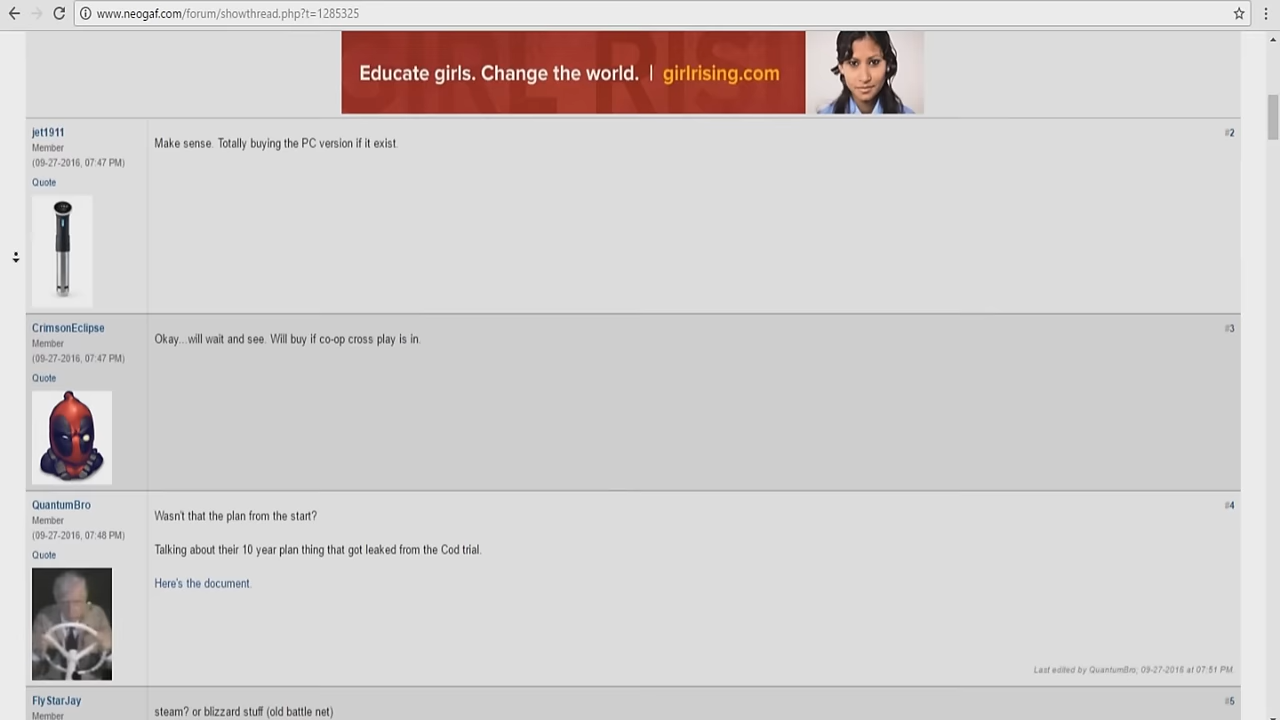 www.neogaf.com/forum/showthread.php?t=1285325
Educate girls. Change the world. | girlrising.com
jet1911
Member
(09-27-2016, 07:47 PM)
Quote
Make sense. Totally buying the PC version if it exist.
#2
CrimsonEclipse
Member
(09-27-2016, 07:47 PM)
Quote
Okay...will wait and see. Will buy if co-op cross play is in.
#3
QuantumBro
Member
(09-27-2016, 07:48 PM)
Quote
Wasn't that the plan from the start?
Talking about their 10 year plan thing that got leaked from the Cod trial.
Here's the document.
Last edited by QuantumBro; 09-27-2016 at 07:51 PM.
#4
FlyStarJay
Member
steam? or blizzard stuff (old battle net)
#5